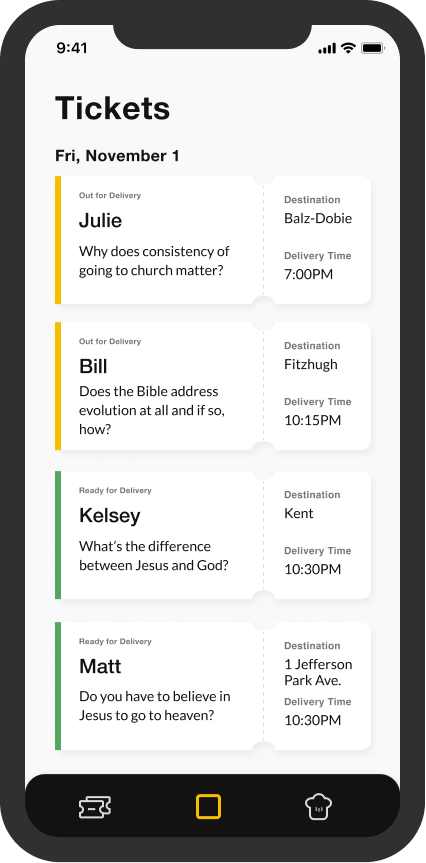 9:41
Tickets
Fri, November 1
Out for Delivery
Julie
Why does consistency of
going to church matter?
Destination
Balz-Dobie
Delivery Time
7:00PM
Out for Delivery
Bill
Does the Bible address
evolution at all and if so,
how?
Destination
Fitzhugh
Delivery Time
10:15PM
Ready for Delivery
Kelsey
What's the difference
between Jesus and God?
Destination
Kent
Delivery Time
10:30PM
Ready for Delivery
Matt
Do you have to believe in
Jesus to go to heaven?
Destination
1 Jefferson
Park Ave.
Delivery Time
10:30PM